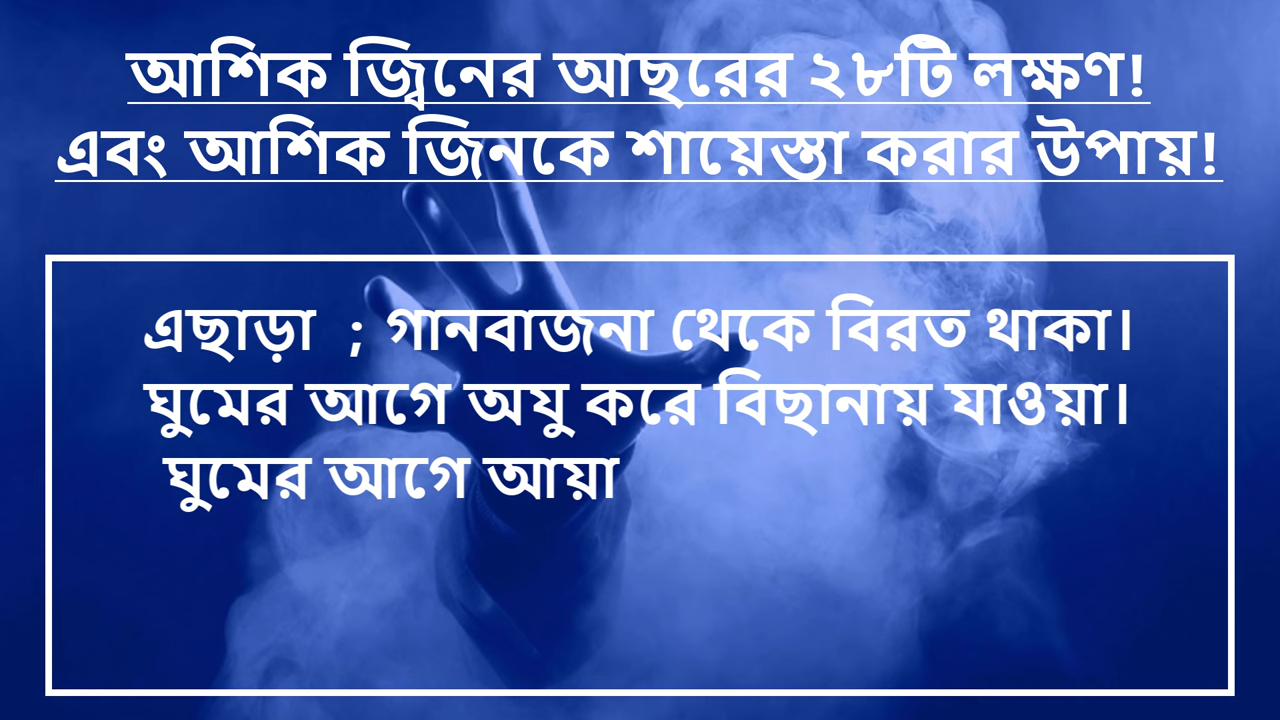 আশিক জ্বিনের আছরের ২৮টি লক্ষণ!
এবং আশিক জিনকে শায়েস্তা করার উপায়!
এছাড়া ; গানবাজনা থেকে বিরত থাকা।
ঘুমের আগে অযু করে বিছানায় যাওয়া।
ঘুমের আগে আয়া